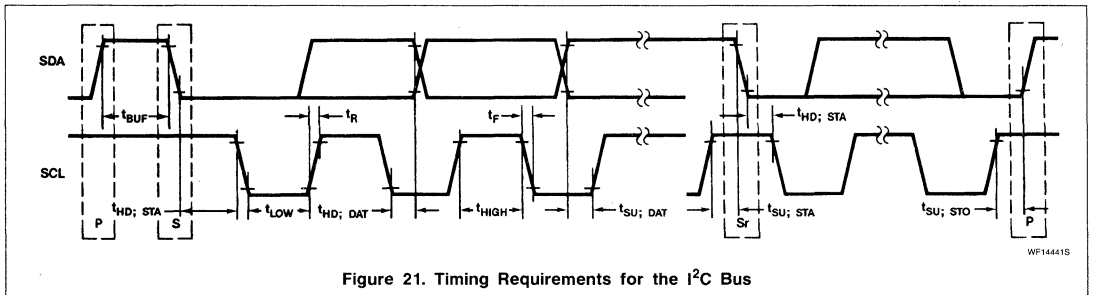 SDA
tBUF
tR
tF
tHD; STA
SCL
tHD; STA
tLOW
tHD; DAT
tHIGH
tSU; DAT
tSU; STA
tSU; STO
P
S
Sr
P
WF14441S
Figure 21. Timing Requirements for the I²C Bus